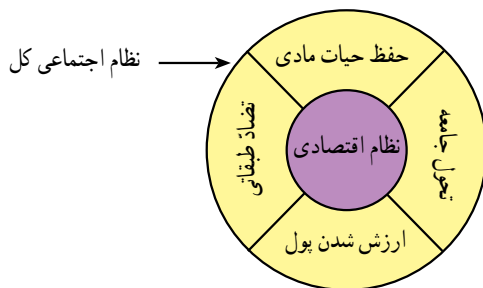 نظام اجتماعی کل
حفظ حیات مادی
تضادّ طبقاتی
نظام اقتصادی
تحول جامعه
ارزش شدن پول